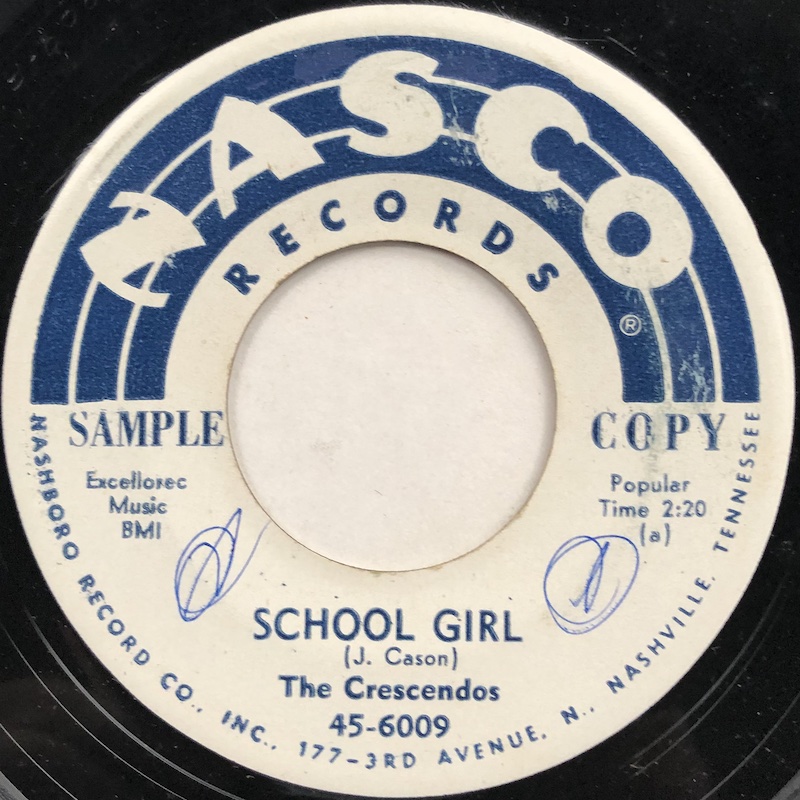 NASCO
RECORDS
®
SAMPLE COPY
Excellorec
Music
BMI
Popular
Time 2:20
(a)
SCHOOL GIRL
(J. Cason)
The Crescendos
45-6009
NASHBORO RECORD CO., INC., 177-3RD AVENUE, N., NASHVILLE, TENNESSEE